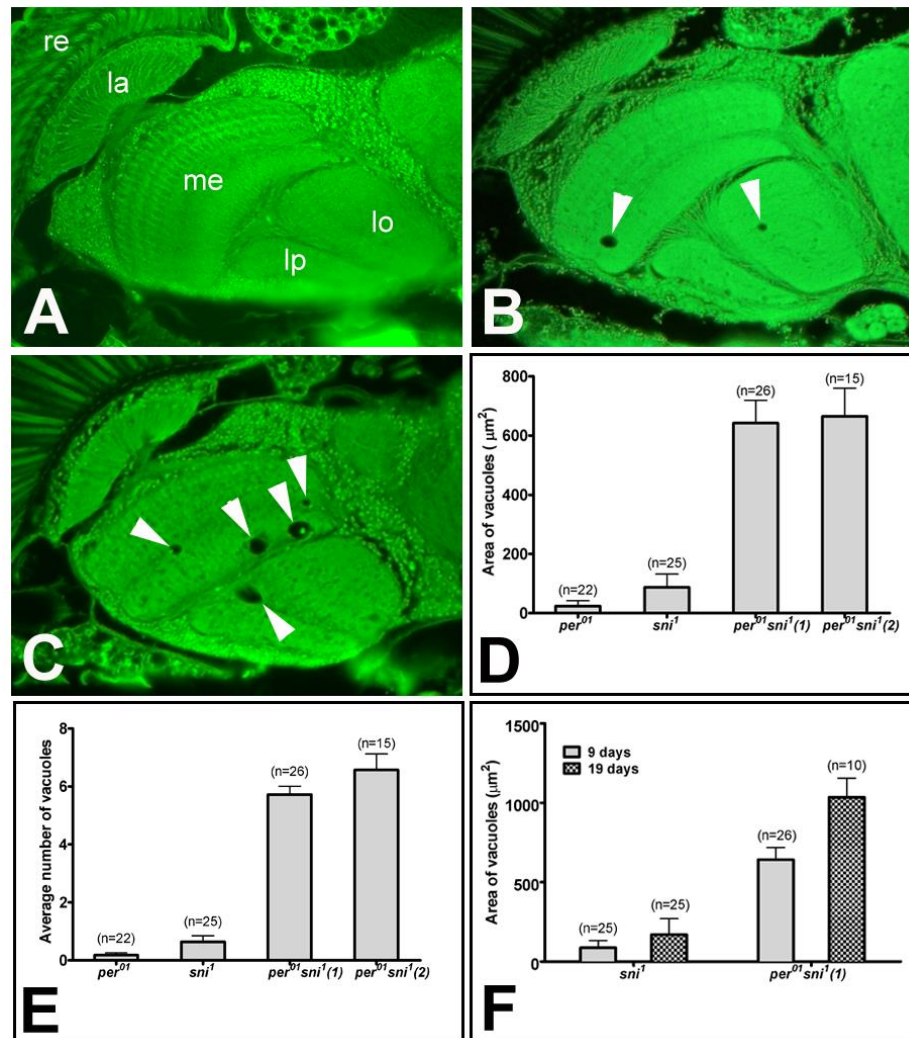 re
la
me
lo
lp
A
B
C
Area of vacuoles ( μm²)
800
600
400
200
0
(n=22)
(n=25)
(n=26)
(n=15)
per⁰¹
sni¹
per⁰¹sni¹(1)
per⁰¹sni¹(2)
D
Average number of vacuoles
8
6
4
2
0
(n=22)
(n=25)
(n=26)
(n=15)
per⁰¹
sni¹
per⁰¹sni¹(1)
per⁰¹sni¹(2)
E
Area of vacuoles (μm²)
1500
1000
500
0
9 days
19 days
(n=25)
(n=25)
(n=26)
(n=10)
sni¹
per⁰¹sni¹(1)
F